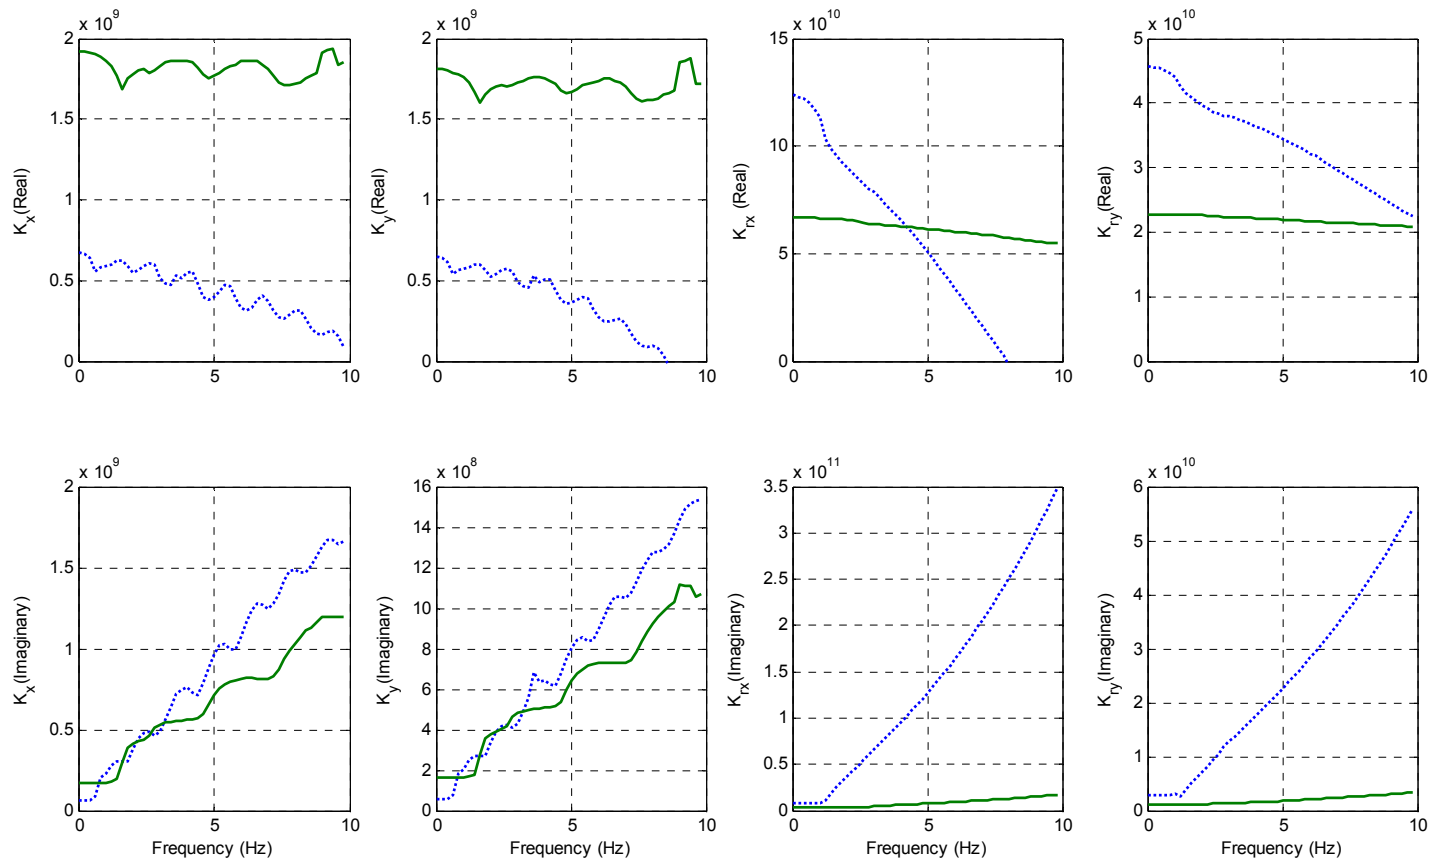 x 10^9
2
1.5
1
0.5
0
0 5 10
K_x(Real)
x 10^9
2
1.5
1
0.5
0
0 5 10
K_y(Real)
x 10^10
15
10
5
0
0 5 10
K_rx (Real)
x 10^10
5
4
3
2
1
0
0 5 10
K_ry (Real)
x 10^9
2
1.5
1
0.5
0
0 5 10
K_x(Imaginary)
Frequency (Hz)
x 10^8
16
14
12
10
8
6
4
2
0
0 5 10
K_y(Imaginary)
Frequency (Hz)
x 10^11
3.5
3
2.5
2
1.5
1
0.5
0
0 5 10
K_rx(Imaginary)
Frequency (Hz)
x 10^10
6
5
4
3
2
1
0
0 5 10
K_ry(Imaginary)
Frequency (Hz)